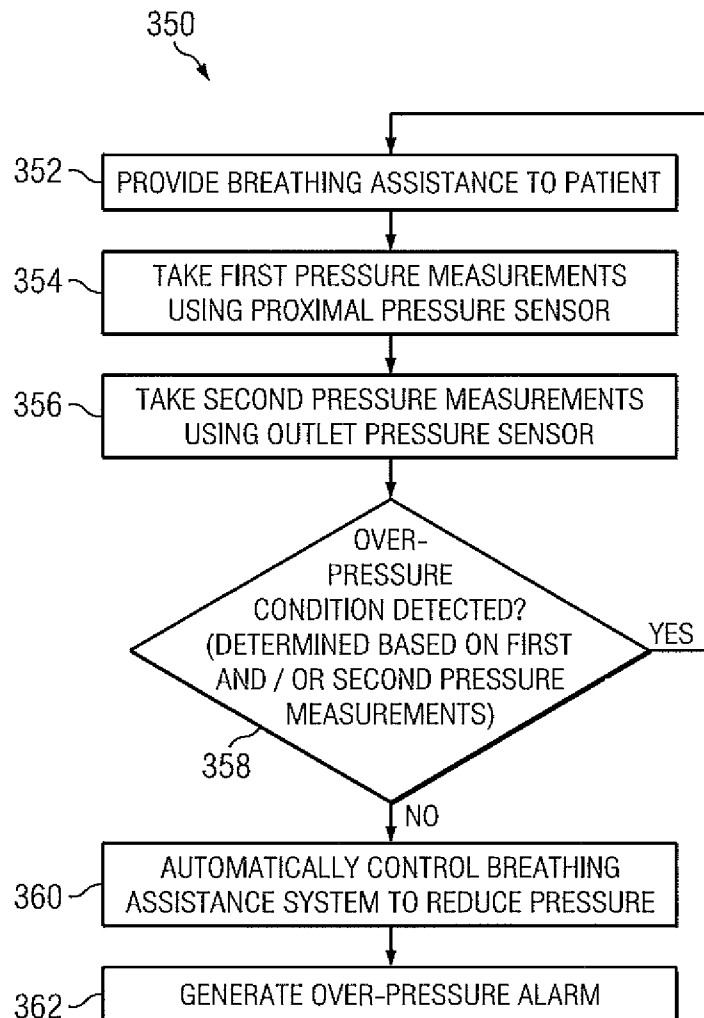 350
352
PROVIDE BREATHING ASSISTANCE TO PATIENT
354
TAKE FIRST PRESSURE MEASUREMENTS
USING PROXIMAL PRESSURE SENSOR
356
TAKE SECOND PRESSURE MEASUREMENTS
USING OUTLET PRESSURE SENSOR
OVER-
PRESSURE
CONDITION DETECTED?
(DETERMINED BASED ON FIRST
AND / OR SECOND PRESSURE
MEASUREMENTS)
YES
358
NO
360
AUTOMATICALLY CONTROL BREATHING
ASSISTANCE SYSTEM TO REDUCE PRESSURE
362
GENERATE OVER-PRESSURE ALARM